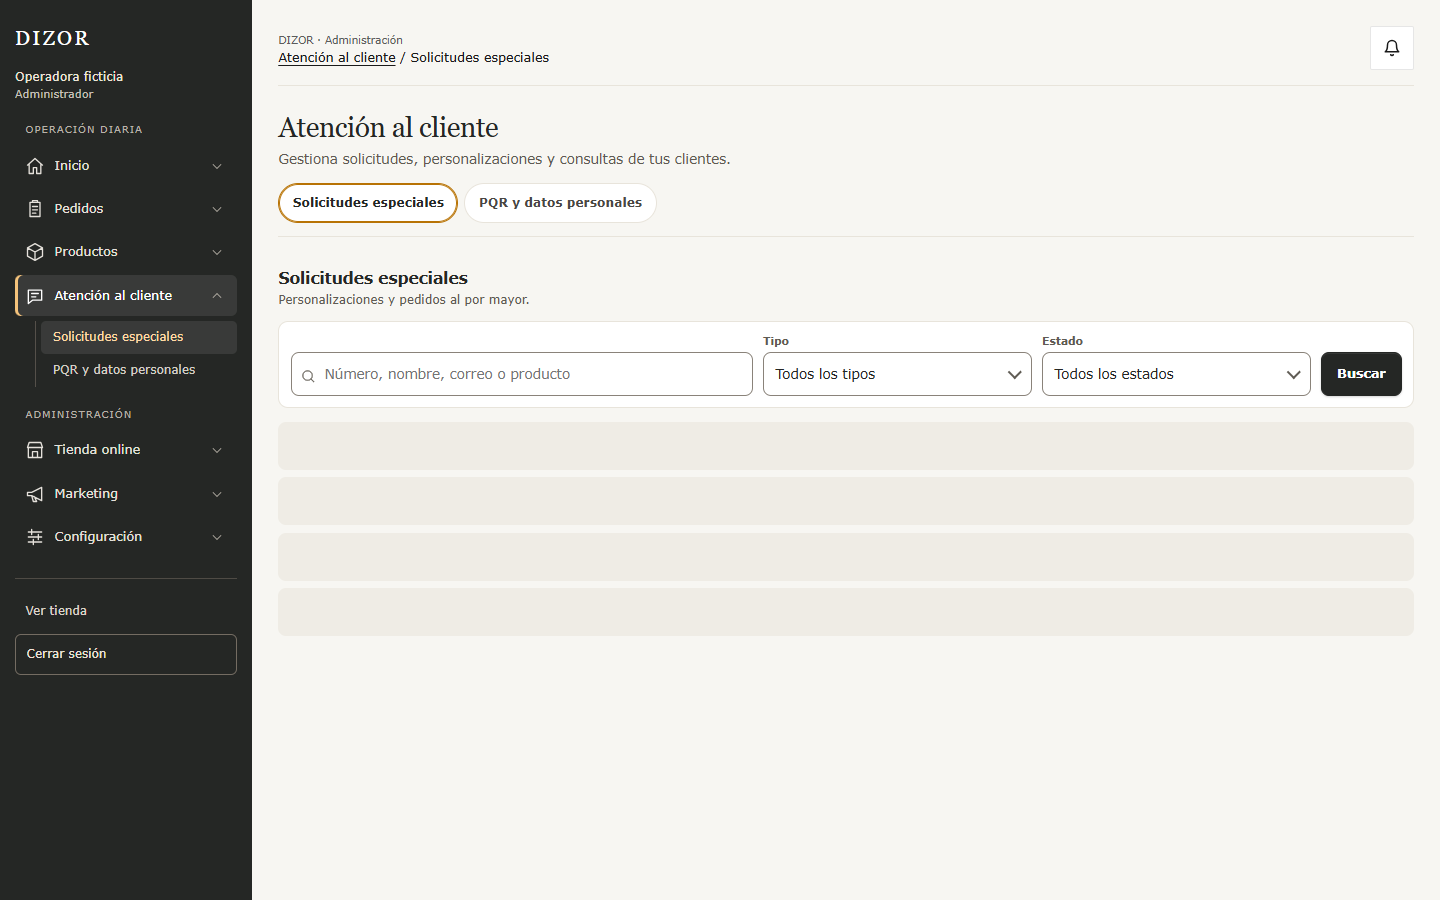 DIZOR
Operadora ficticia
Administrador
OPERACIÓN DIARIA
Inicio
Pedidos
Productos
Atención al cliente
Solicitudes especiales
PQR y datos personales
ADMINISTRACIÓN
Tienda online
Marketing
Configuración
Ver tienda
Cerrar sesión
DIZOR · Administración
Atención al cliente / Solicitudes especiales
Atención al cliente
Gestiona solicitudes, personalizaciones y consultas de tus clientes.
Solicitudes especiales PQR y datos personales
Solicitudes especiales
Personalizaciones y pedidos al por mayor.
Tipo Estado
Número, nombre, correo o producto Todos los tipos Todos los estados Buscar